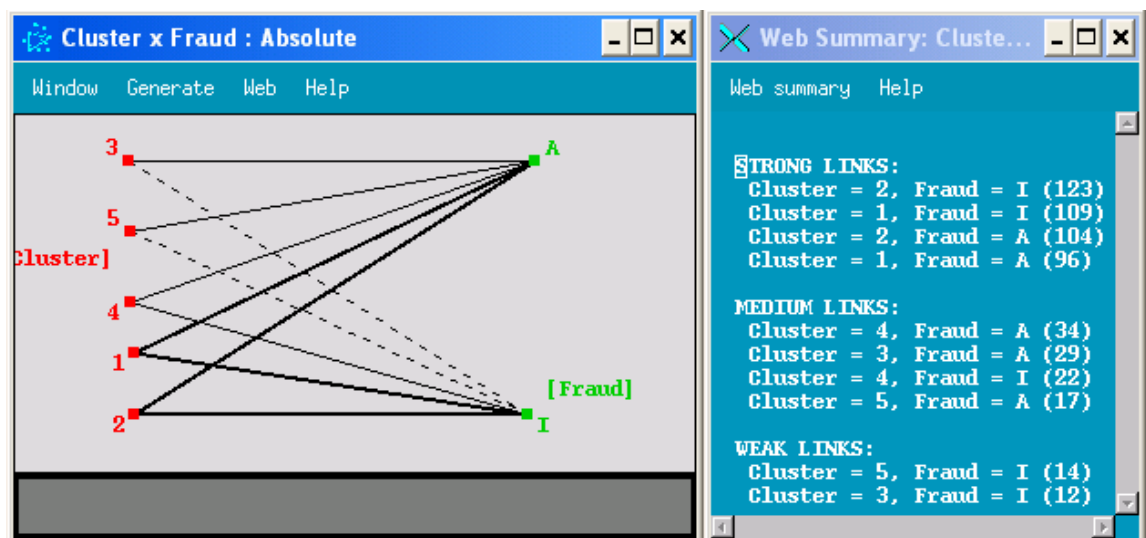 Cluster x Fraud : Absolute
Window Generate Web Help
3
A
5
Cluster]
4
1
[Fraud]
2
I
Web Summary: Cluste...
Web summary Help
STRONG LINKS:
Cluster = 2, Fraud = I (123)
Cluster = 1, Fraud = I (109)
Cluster = 2, Fraud = A (104)
Cluster = 1, Fraud = A (96)
MEDIUM LINKS:
Cluster = 4, Fraud = A (34)
Cluster = 3, Fraud = A (29)
Cluster = 4, Fraud = I (22)
Cluster = 5, Fraud = A (17)
WEAK LINKS:
Cluster = 5, Fraud = I (14)
Cluster = 3, Fraud = I (12)